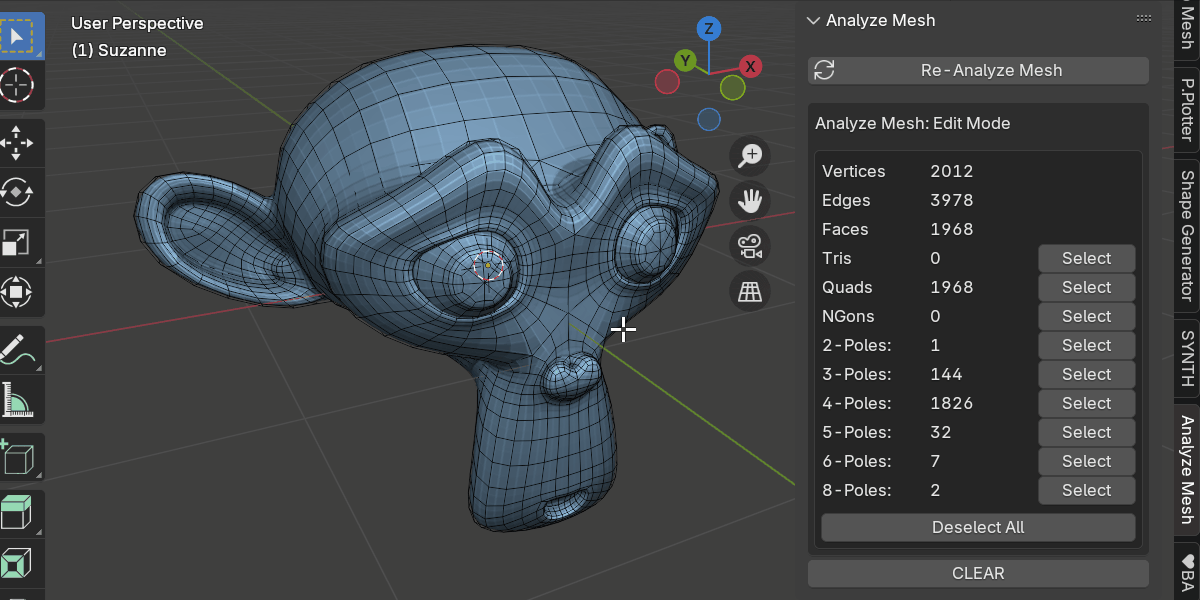 User Perspective
(1) Suzanne
Z
Y
X
Analyze Mesh
Re-Analyze Mesh
Analyze Mesh: Edit Mode
Vertices 2012
Edges 3978
Faces 1968
Tris 0 Select
Quads 1968 Select
NGons 0 Select
2-Poles: 1 Select
3-Poles: 144 Select
4-Poles: 1826 Select
5-Poles: 32 Select
6-Poles: 7 Select
8-Poles: 2 Select
Deselect All
CLEAR
Mesh
P.Plotter
Shape Generator
SYNTH
Analyze Mesh
♥BA